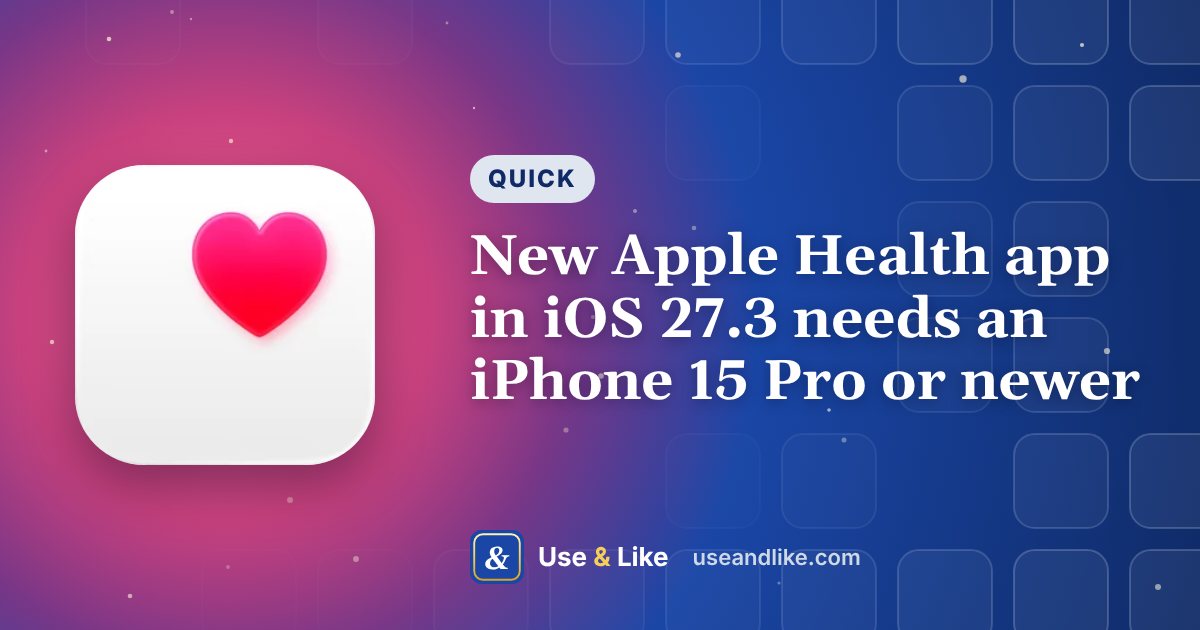 QUICK
New Apple Health app
in iOS 27.3 needs an
iPhone 15 Pro or newer
& Use & Like useandlike.com